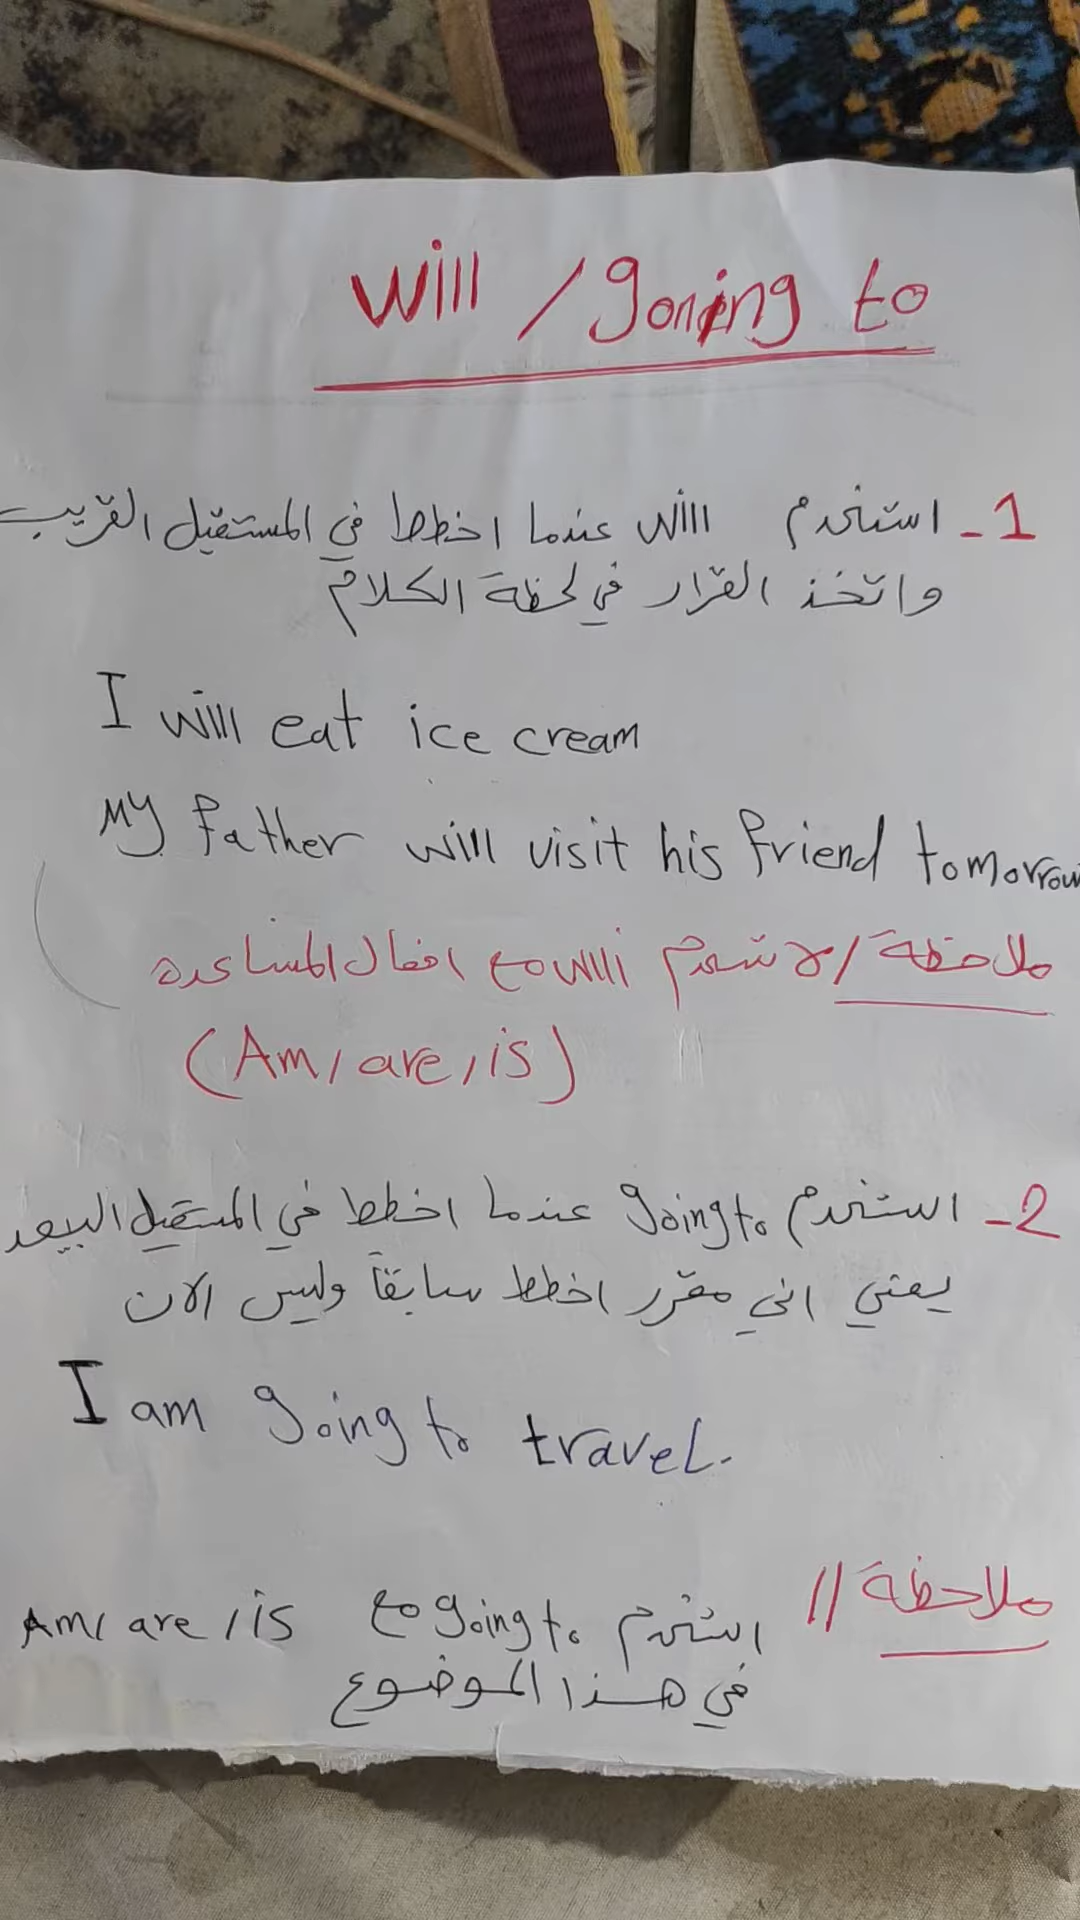 will / going to
1- استخدم will عندما اخطط في المستقبل القريب
واتخذ القرار في لحظة الكلام
I will eat ice cream
My father will visit his friend tomorrow
ملاحظة / لا نستخدم will مع افعال المساعدة
(Am, are, is)
2- استخدم going to عندما اخطط في المستقبل البعيد
يعني اني مقرر اخطط سابقاً وليس الان
I am going to travel.
ملاحظة //
استخدم going to مع Am, are, is
في هذا الموضوع